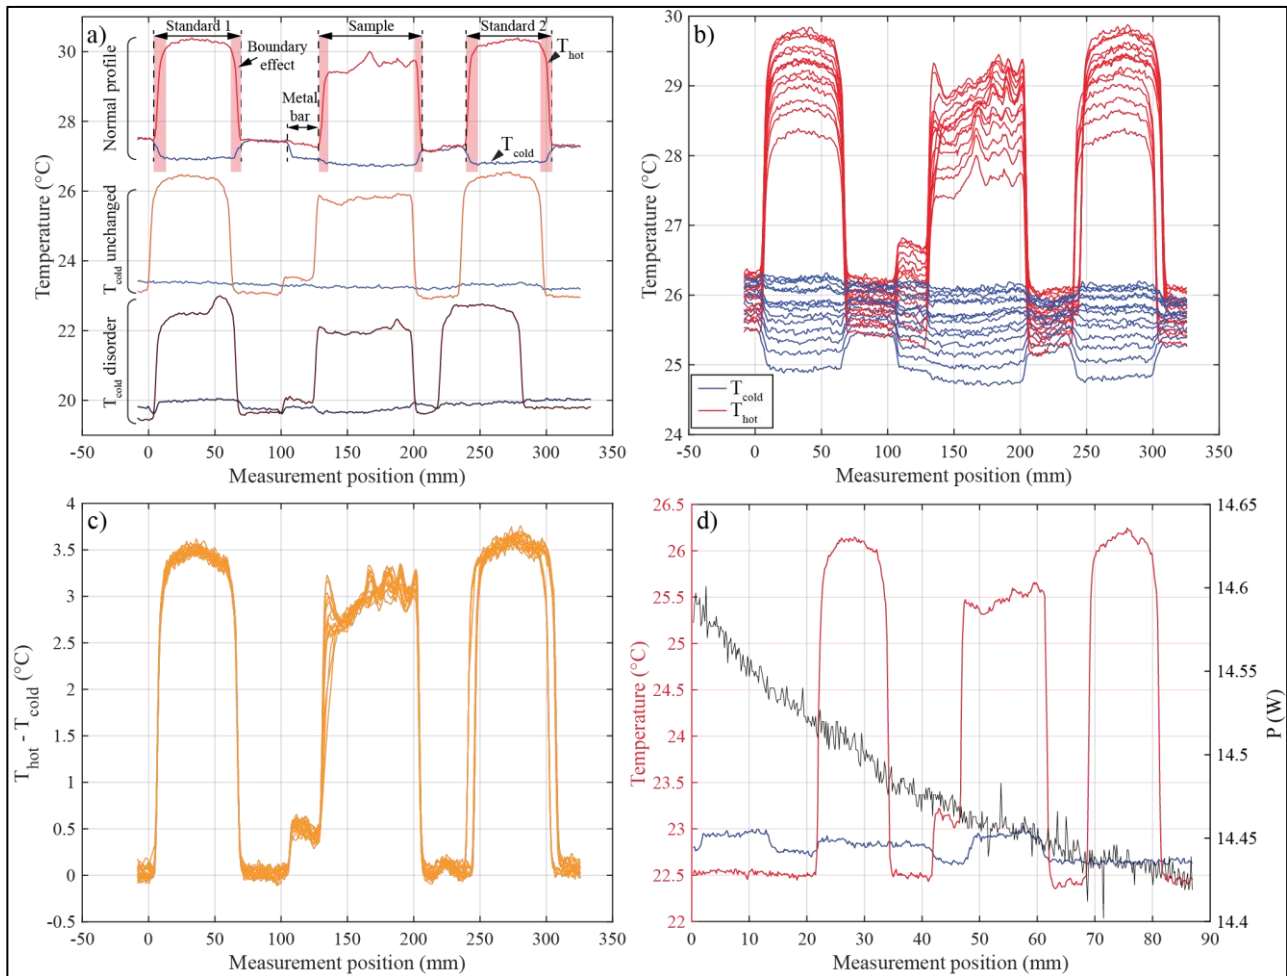 a)
Standard 1
Sample
Standard 2
Boundary
effect
T_hot
Metal
bar
T_cold
Normal profile
T_cold unchanged
T_cold disorder
Temperature (°C)
30
28
26
23
22
20
-50
0
50
100
150
200
250
300
350
Measurement position (mm)
b)
Temperature (°C)
30
29
28
27
26
25
24
T_cold
T_hot
-50
0
50
100
150
200
250
300
350
Measurement position (mm)
c)
T_hot - T_cold (°C)
4
3.5
3
2.5
2
1.5
1
0.5
0
-0.5
-50
0
50
100
150
200
250
300
350
Measurement position (mm)
d)
Temperature (°C)
26.5
26
25.5
25
24.5
24
23.5
23
22.5
22
14.65
14.60
14.55
14.5
14.45
14.4
P (W)
0
10
20
30
40
50
60
70
80
90
Measurement position (mm)